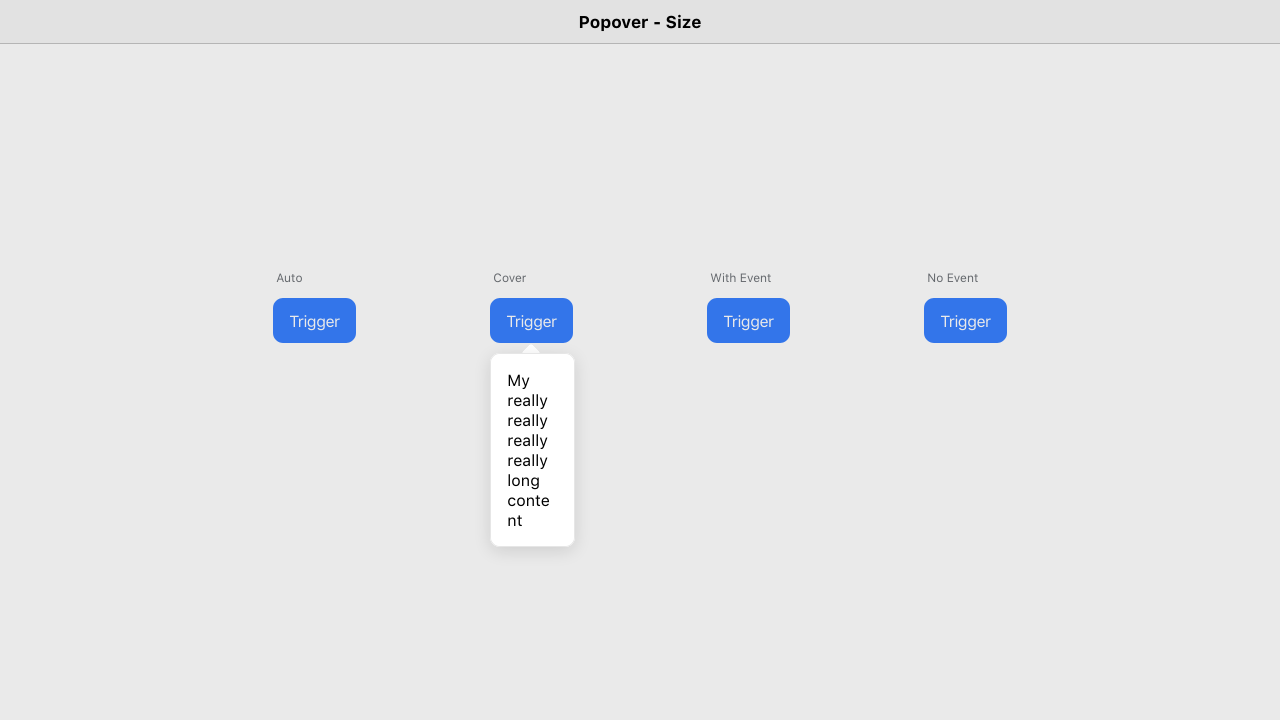 Popover - Size
Auto
Cover
With Event
No Event
Trigger
Trigger
Trigger
Trigger
My
really
really
really
really
long
conte
nt